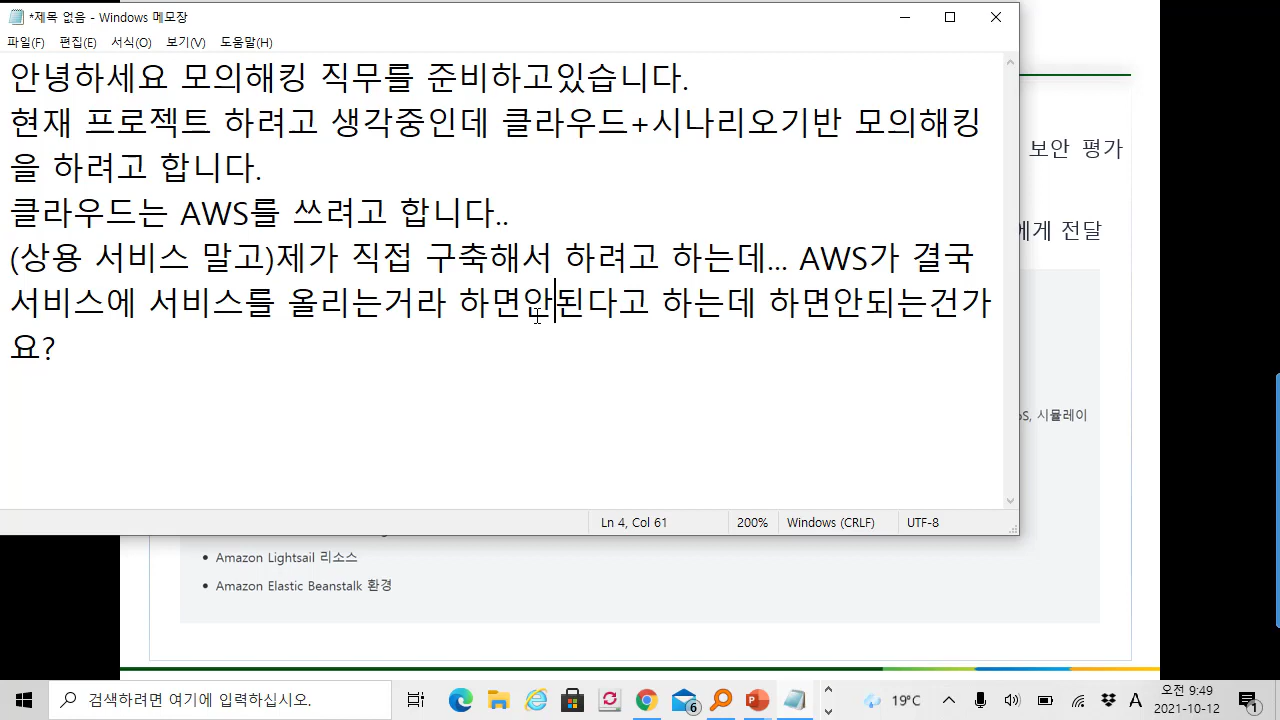 *제목 없음 - Windows 메모장
파일(F) 편집(E) 서식(O) 보기(V) 도움말(H)
안녕하세요 모의해킹 직무를 준비하고있습니다.
현재 프로젝트 하려고 생각중인데 클라우드+시나리오기반 모의해킹
을 하려고 합니다.
클라우드는 AWS를 쓰려고 합니다..
(상용 서비스 말고)제가 직접 구축해서 하려고 하는데... AWS가 결국
서비스에 서비스를 올리는거라 하면안된다고 하는데 하면안되는건가
요?
보안 평가
에게 전달
oS, 시뮬레이
Ln 4, Col 61 200% Windows (CRLF) UTF-8
• Amazon Lightsail 리소스
• Amazon Elastic Beanstalk 환경
검색하려면 여기에 입력하십시오.
6
19°C
A
오전 9:49
2021-10-12
1